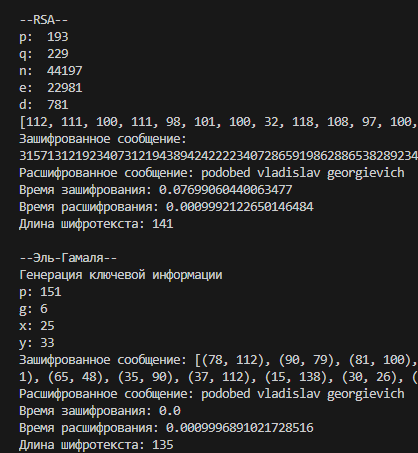 --RSA--
p:  193
q:  229
n:  44197
e:  22981
d:  781
[112, 111, 100, 111, 98, 101, 100, 32, 118, 108, 97, 100, 105,
Зашифрованное сообщение:
315713121923407312194389424222234072865919862886538289234
Расшифрованное сообщение: podobed vladislav georgievich
Время зашифрования: 0.07699060440063477
Время расшифрования: 0.0009992122650146484
Длина шифротекста: 141
--Эль-Гамаля--
Генерация ключевой информации
p: 151
g: 6
x: 25
y: 33
Зашифрованное сообщение: [(78, 112), (90, 79), (81, 100),
1), (65, 48), (35, 90), (37, 112), (15, 138), (30, 26), (
Расшифрованное сообщение: podobed vladislav georgievich
Время зашифрования: 0.0
Время расшифрования: 0.0009996891021728516
Длина шифротекста: 135